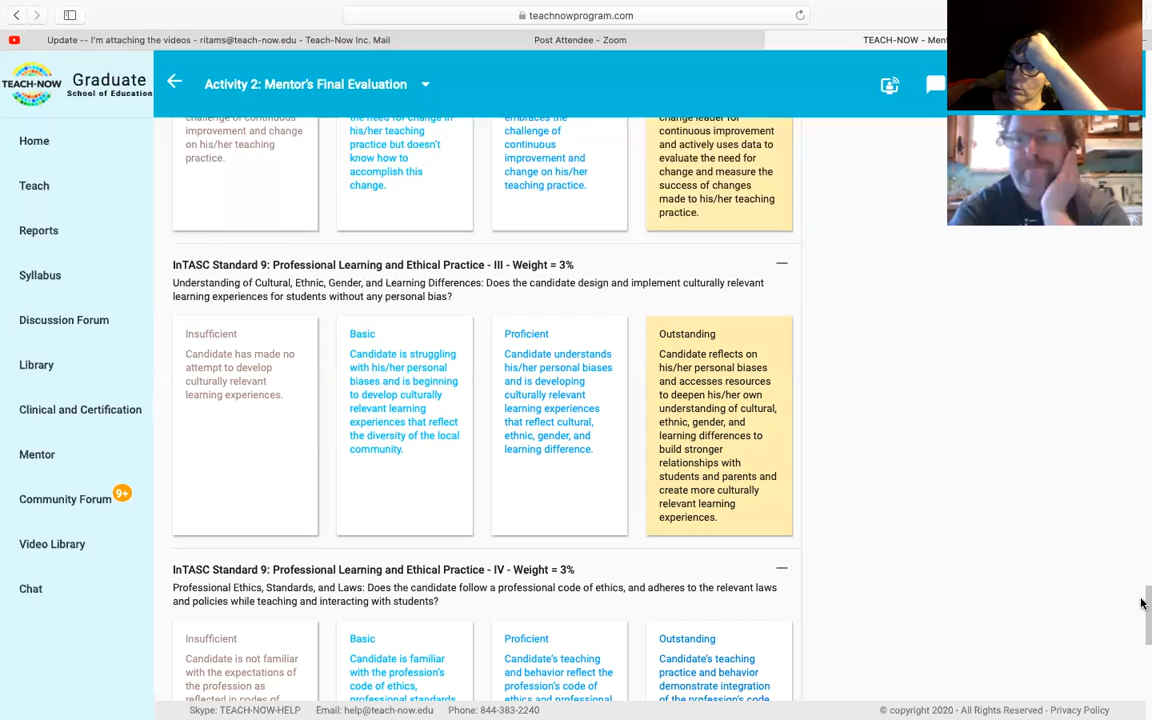 teachnowprogram.com
Update -- I'm attaching the videos - ritams@teach-now.edu - Teach-Now Inc. Mail
Post Attendee - Zoom
TEACH-NOW - Ment
TEACH-NOW
Graduate
School of Education
Activity 2: Mentor's Final Evaluation
Home
Teach
Reports
Syllabus
Discussion Forum
Library
Clinical and Certification
Mentor
Community Forum
9+
Video Library
Chat
challenge of continuous
improvement and change
on his/her teaching
practice.
the need for change in
his/her teaching
practice but doesn't
know how to
accomplish this
change.
embraces the
challenge of
continuous
improvement and
change on his/her
teaching practice.
change leader for
continuous improvement
and actively uses data to
evaluate the need for
change and measure the
success of changes
made to his/her teaching
practice.
InTASC Standard 9: Professional Learning and Ethical Practice - III - Weight = 3%
Understanding of Cultural, Ethnic, Gender, and Learning Differences: Does the candidate design and implement culturally relevant
learning experiences for students without any personal bias?
Insufficient
Candidate has made no
attempt to develop
culturally relevant
learning experiences.
Basic
Candidate is struggling
with his/her personal
biases and is beginning
to develop culturally
relevant learning
experiences that reflect
the diversity of the local
community.
Proficient
Candidate understands
his/her personal biases
and is developing
culturally relevant
learning experiences
that reflect cultural,
ethnic, gender, and
learning difference.
Outstanding
Candidate reflects on
his/her personal biases
and accesses resources
to deepen his/her own
understanding of cultural,
ethnic, gender, and
learning differences to
build stronger
relationships with
students and parents and
create more culturally
relevant learning
experiences.
InTASC Standard 9: Professional Learning and Ethical Practice - IV - Weight = 3%
Professional Ethics, Standards, and Laws: Does the candidate follow a professional code of ethics, and adheres to the relevant laws
and policies while teaching and interacting with students?
Insufficient
Candidate is not familiar
with the expectations of
the profession as
reflected in codes of
Basic
Candidate is familiar
with the profession's
code of ethics,
professional standards
Proficient
Candidate's teaching
and behavior reflect the
profession's code of
ethics and professional
Outstanding
Candidate's teaching
practice and behavior
demonstrate integration
of the profession's code
Skype: TEACH-NOW-HELP
Email: help@teach-now.edu
Phone: 844-383-2240
© copyright 2020 - All Rights Reserved - Privacy Policy